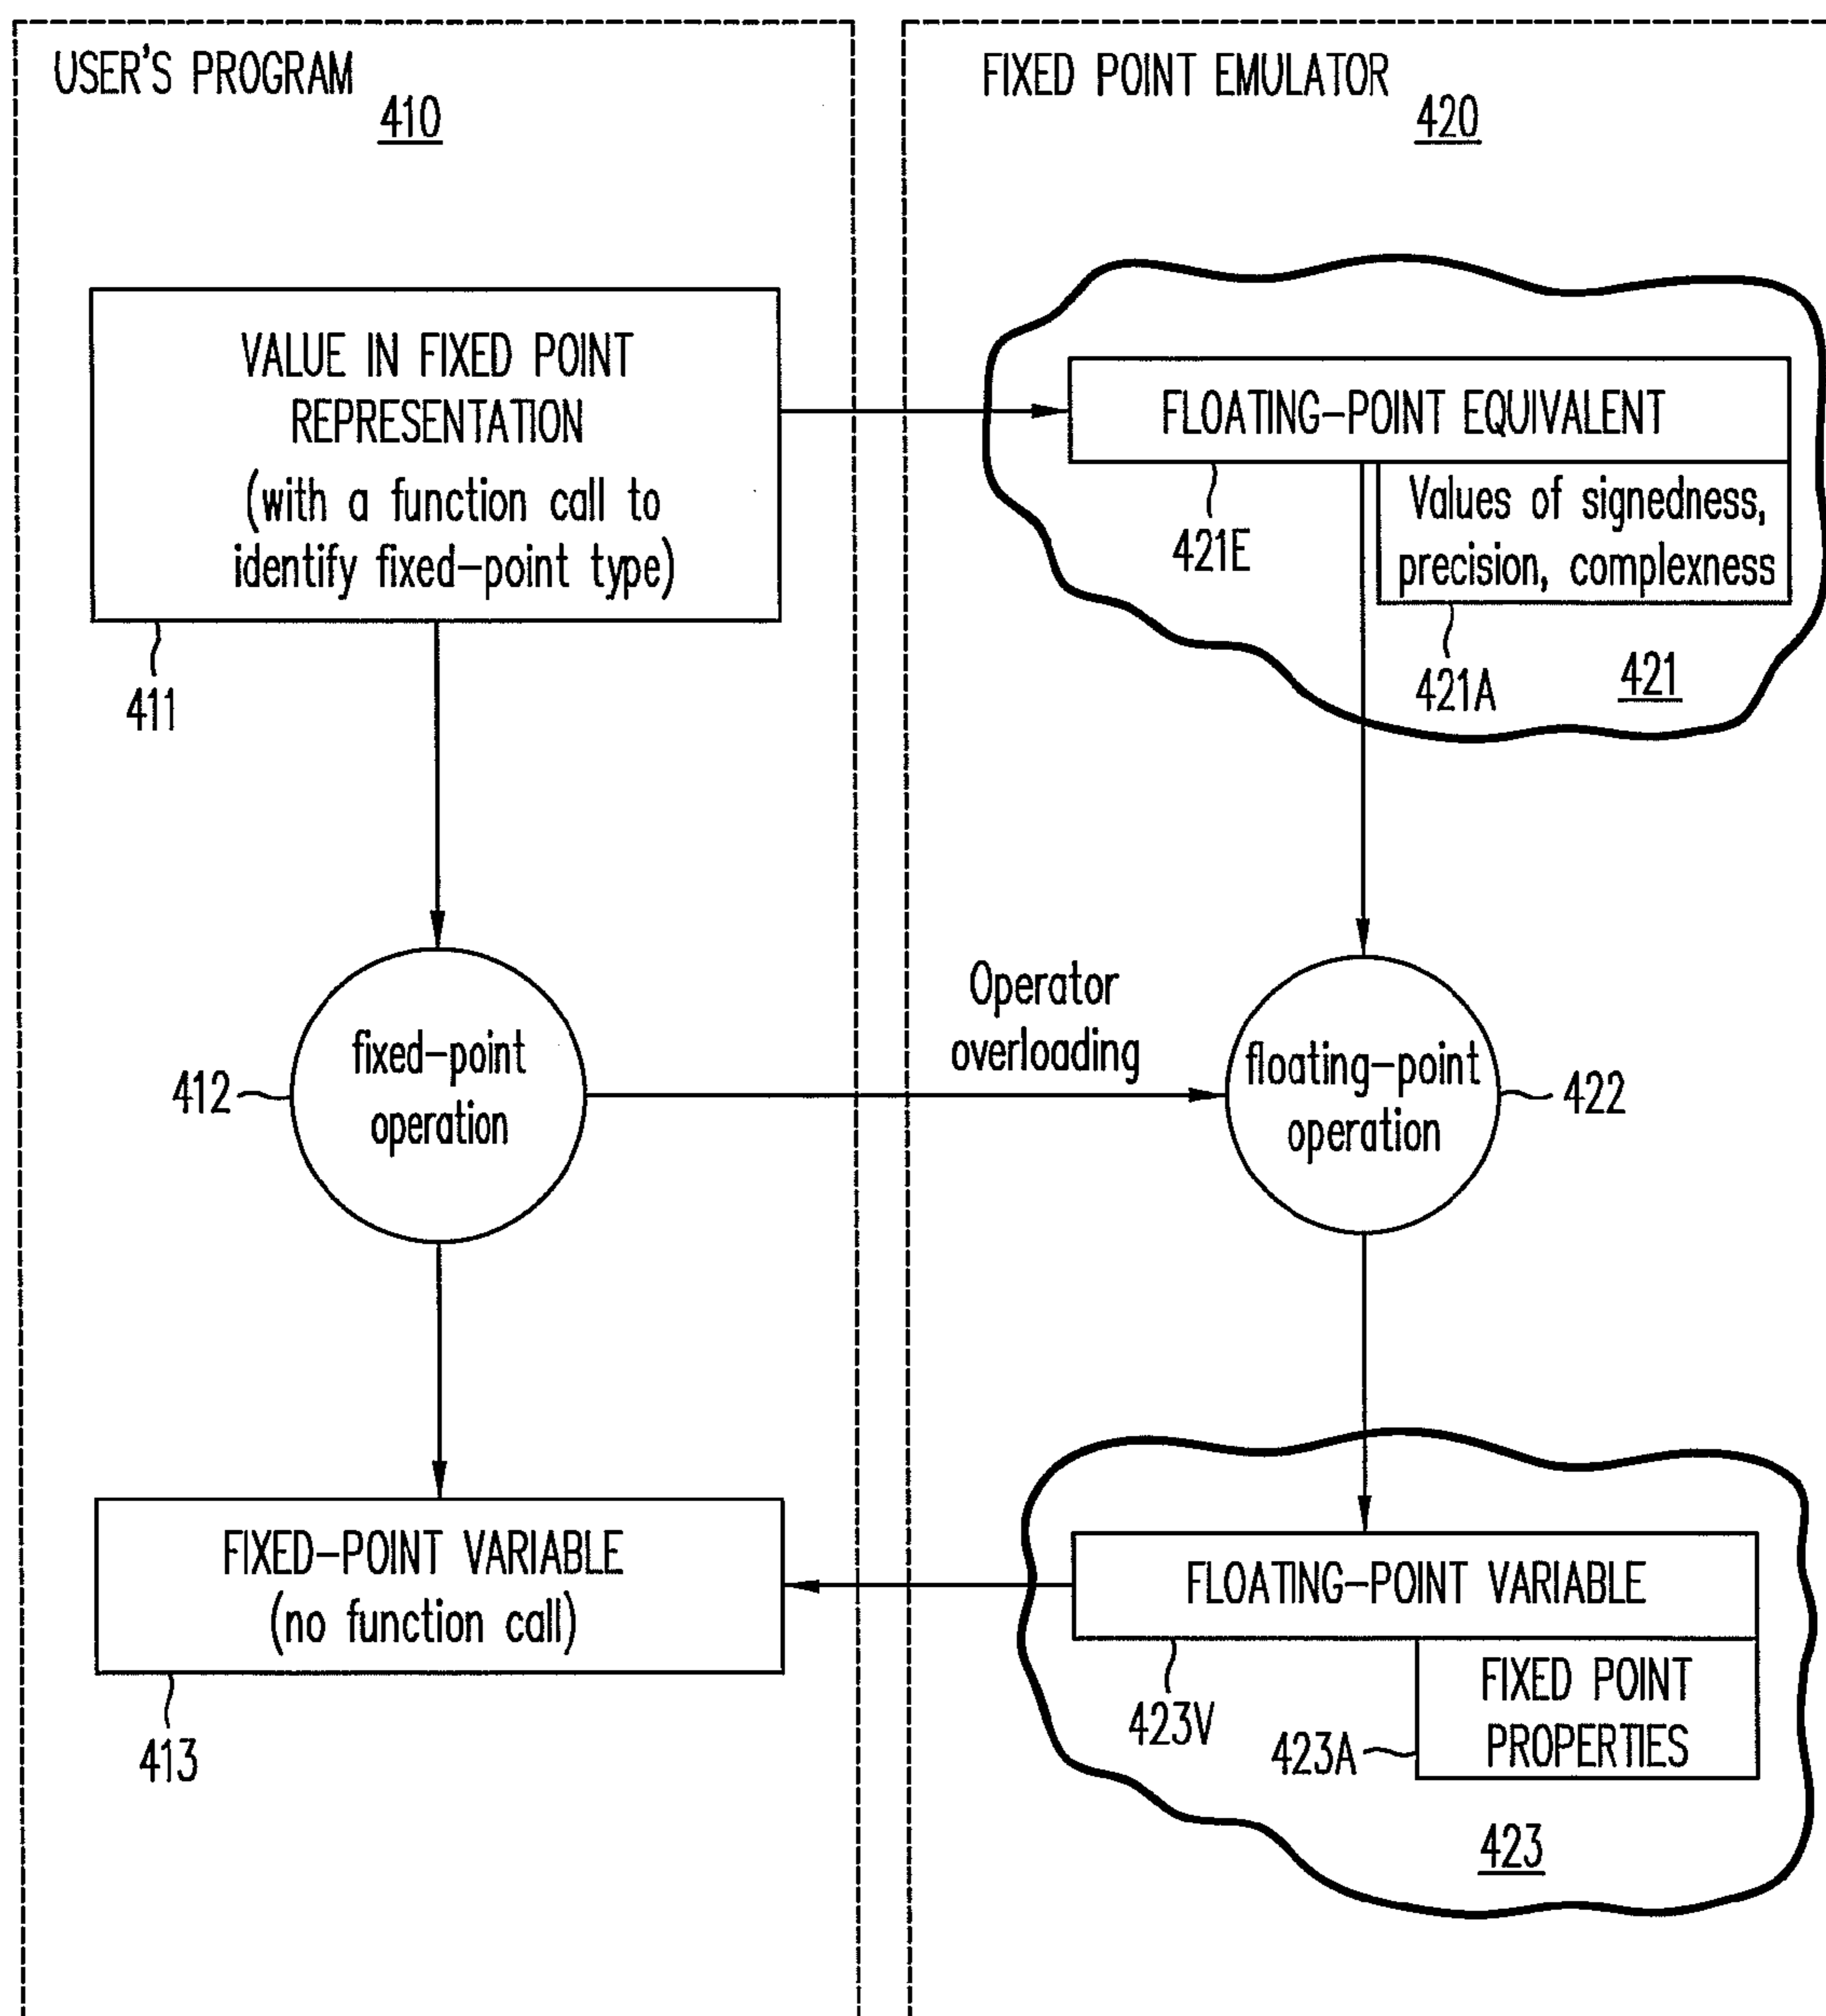 USER'S PROGRAM
410
FIXED POINT EMULATOR
420
VALUE IN FIXED POINT
REPRESENTATION
(with a function call to
identify fixed-point type)
411
FLOATING-POINT EQUIVALENT
421E
Values of signedness,
precision, complexness
421A
421
412
fixed-point
operation
Operator
overloading
floating-point
operation
422
FIXED-POINT VARIABLE
(no function call)
413
FLOATING-POINT VARIABLE
423V
423A
FIXED POINT
PROPERTIES
423